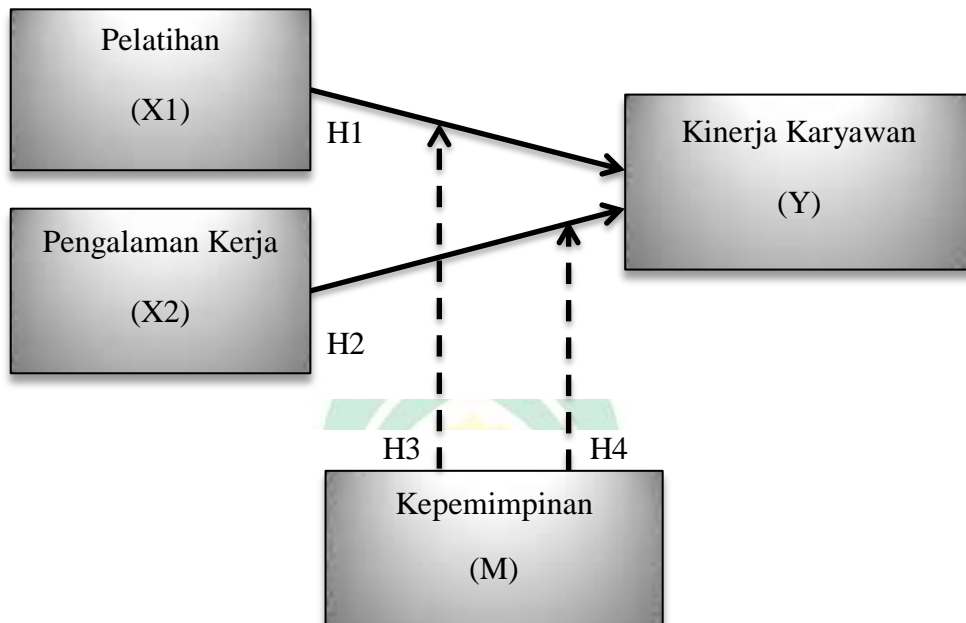 Pelatihan
(X1)
H1
Kinerja Karyawan
(Y)
Pengalaman Kerja
(X2)
H2
H3
H4
Kepemimpinan
(M)